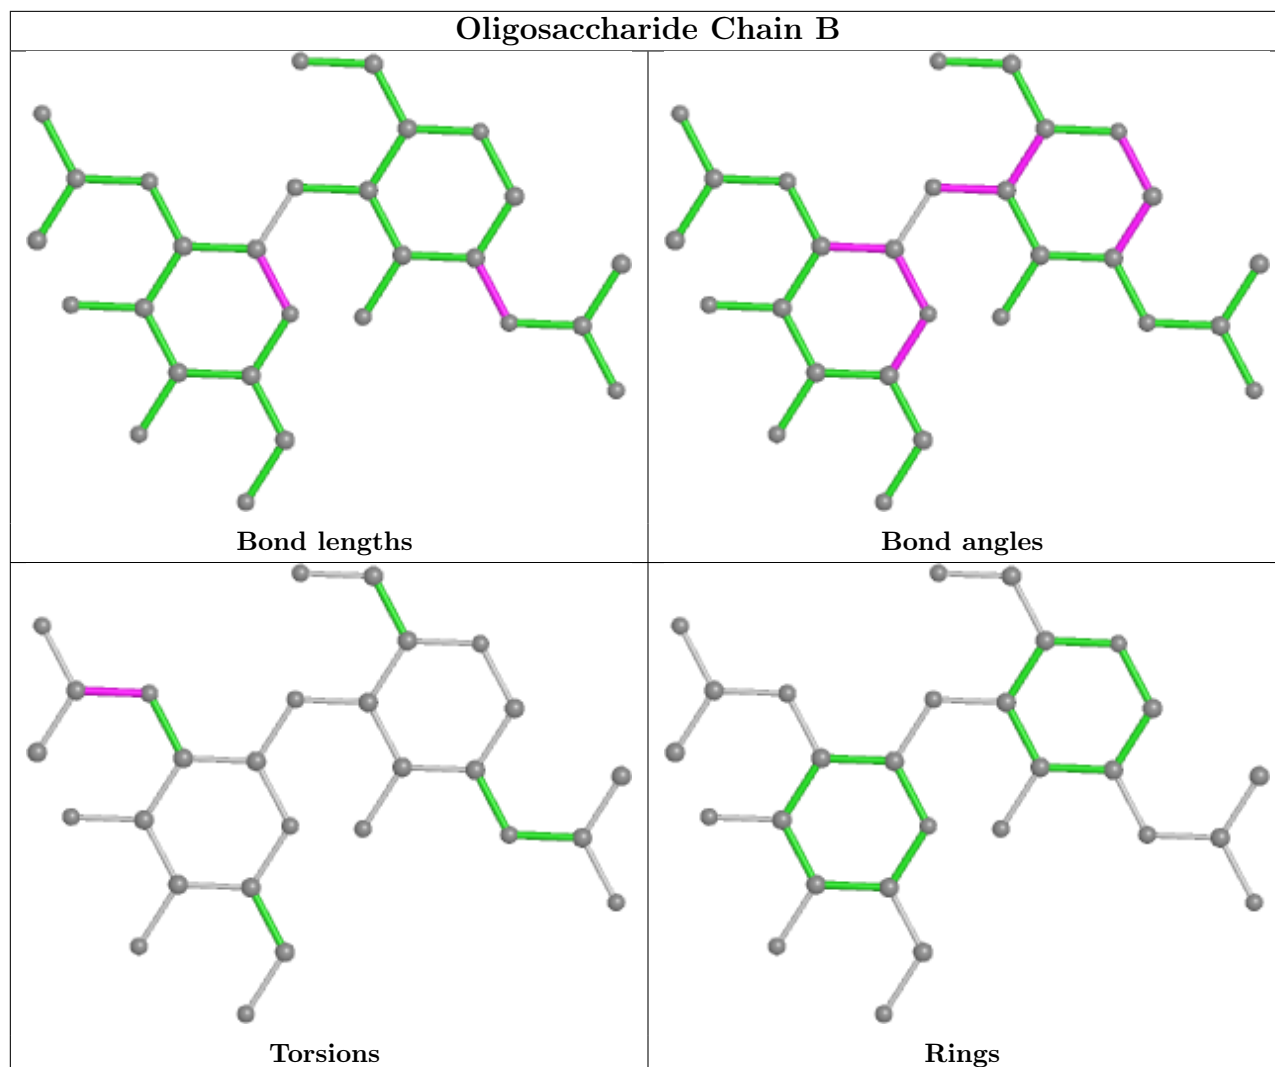 Oligosaccharide Chain B
Bond lengths
Bond angles
Torsions
Rings